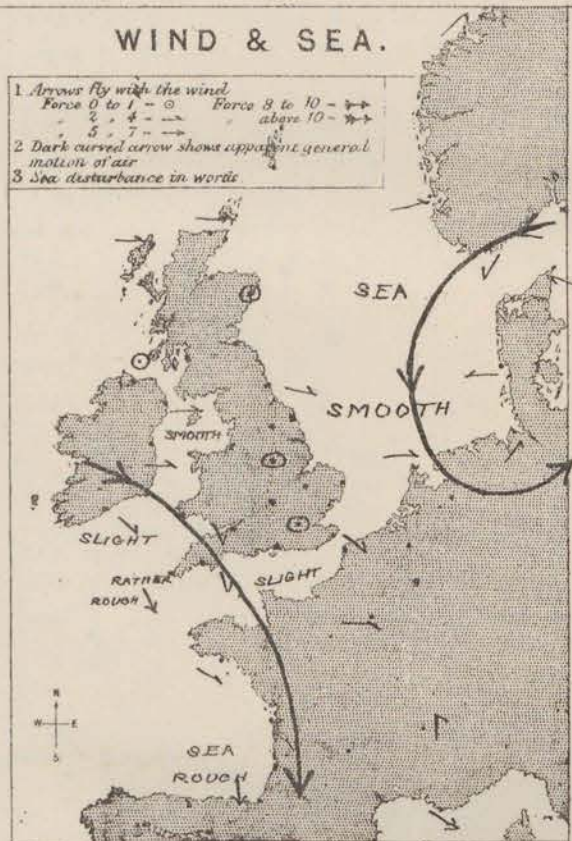 WIND & SEA.
1 Arrows fly with the wind
Force 0 to 1 - ⊙ Force 8 to 10 -
„ 2 „ 4 - „ above 10 -
„ 5 „ 7 -
2 Dark curved arrow shows apparent general
motion of air
3 Sea disturbance in words
SEA
SMOOTH
SMOOTH
SLIGHT
SLIGHT
RATHER
ROUGH
N
W E
S
SEA
ROUGH